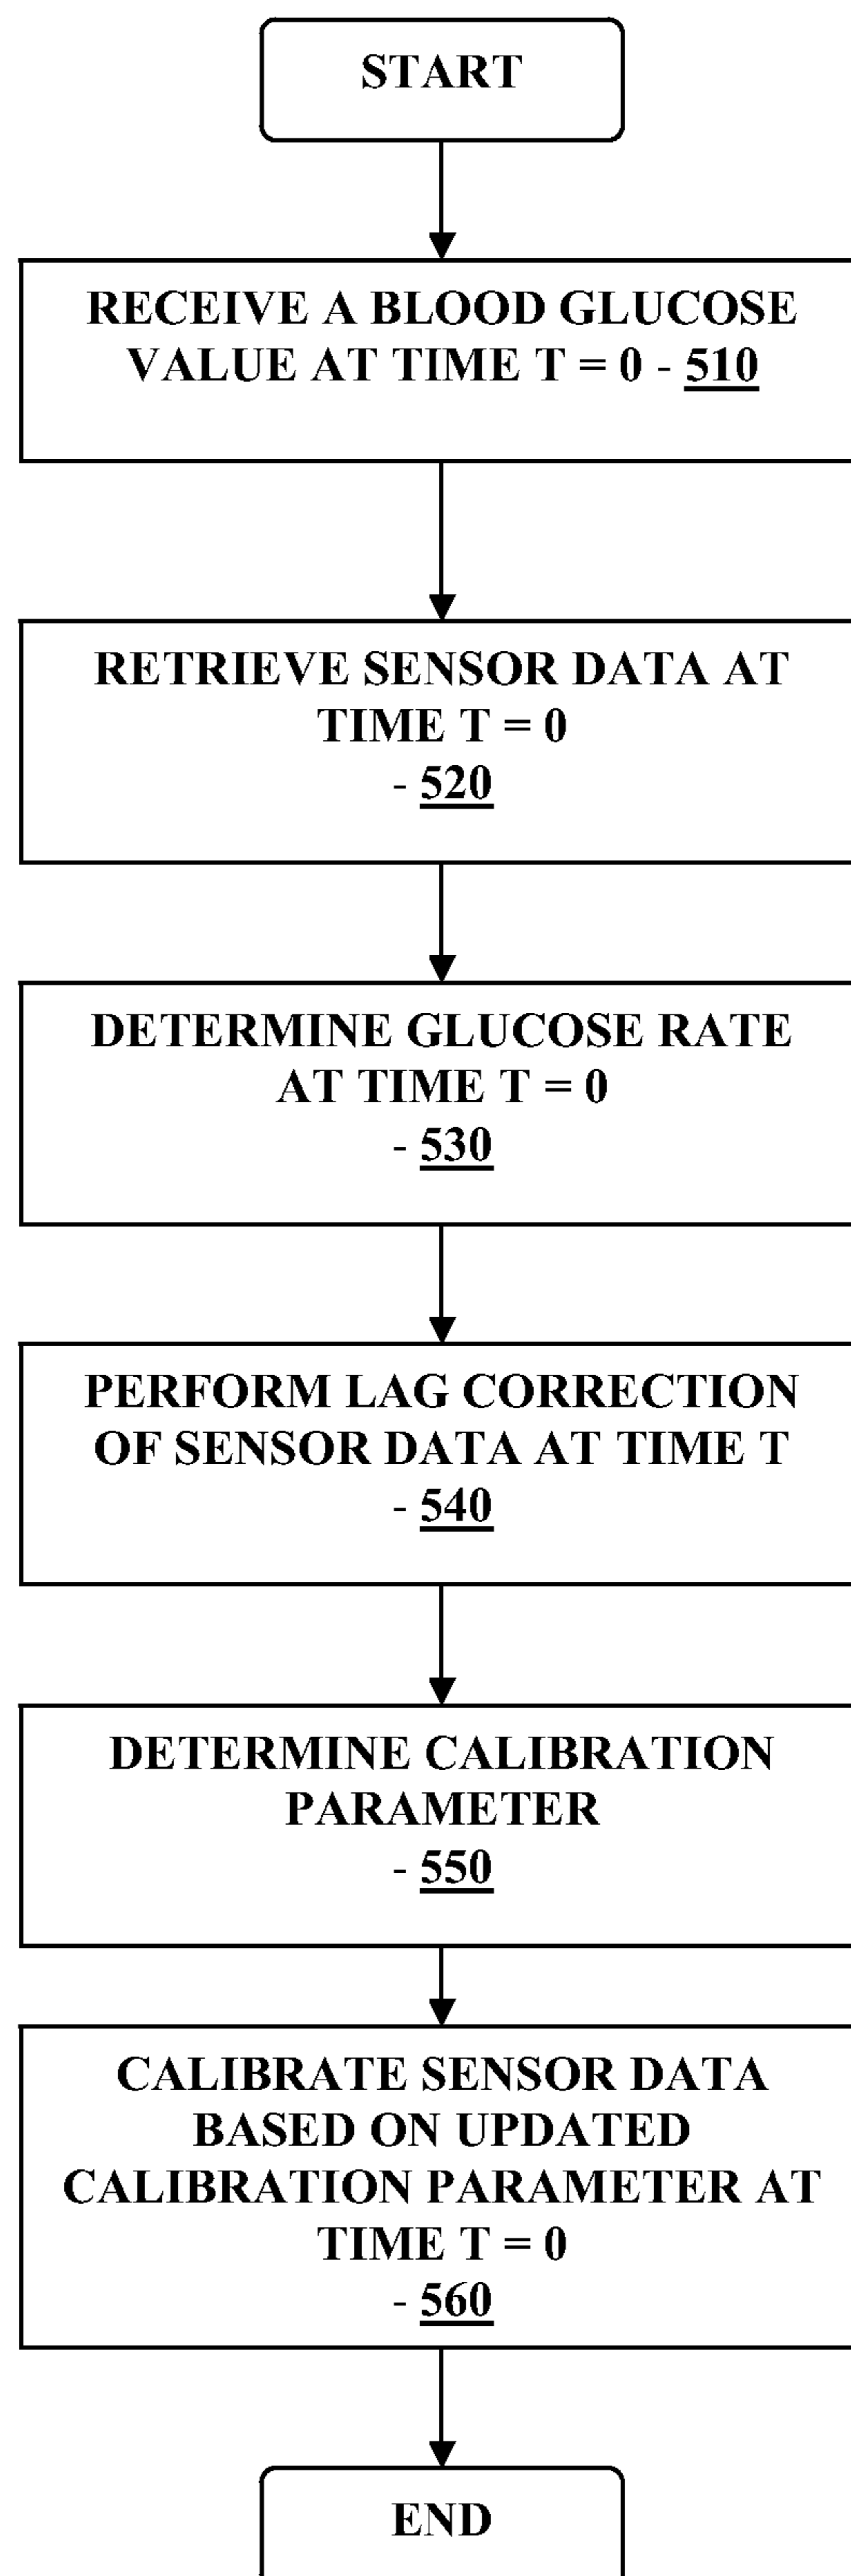 START
RECEIVE A BLOOD GLUCOSE
VALUE AT TIME T = 0 - 510
RETRIEVE SENSOR DATA AT
TIME T = 0
- 520
DETERMINE GLUCOSE RATE
AT TIME T = 0
- 530
PERFORM LAG CORRECTION
OF SENSOR DATA AT TIME T
- 540
DETERMINE CALIBRATION
PARAMETER
- 550
CALIBRATE SENSOR DATA
BASED ON UPDATED
CALIBRATION PARAMETER AT
TIME T = 0
- 560
END